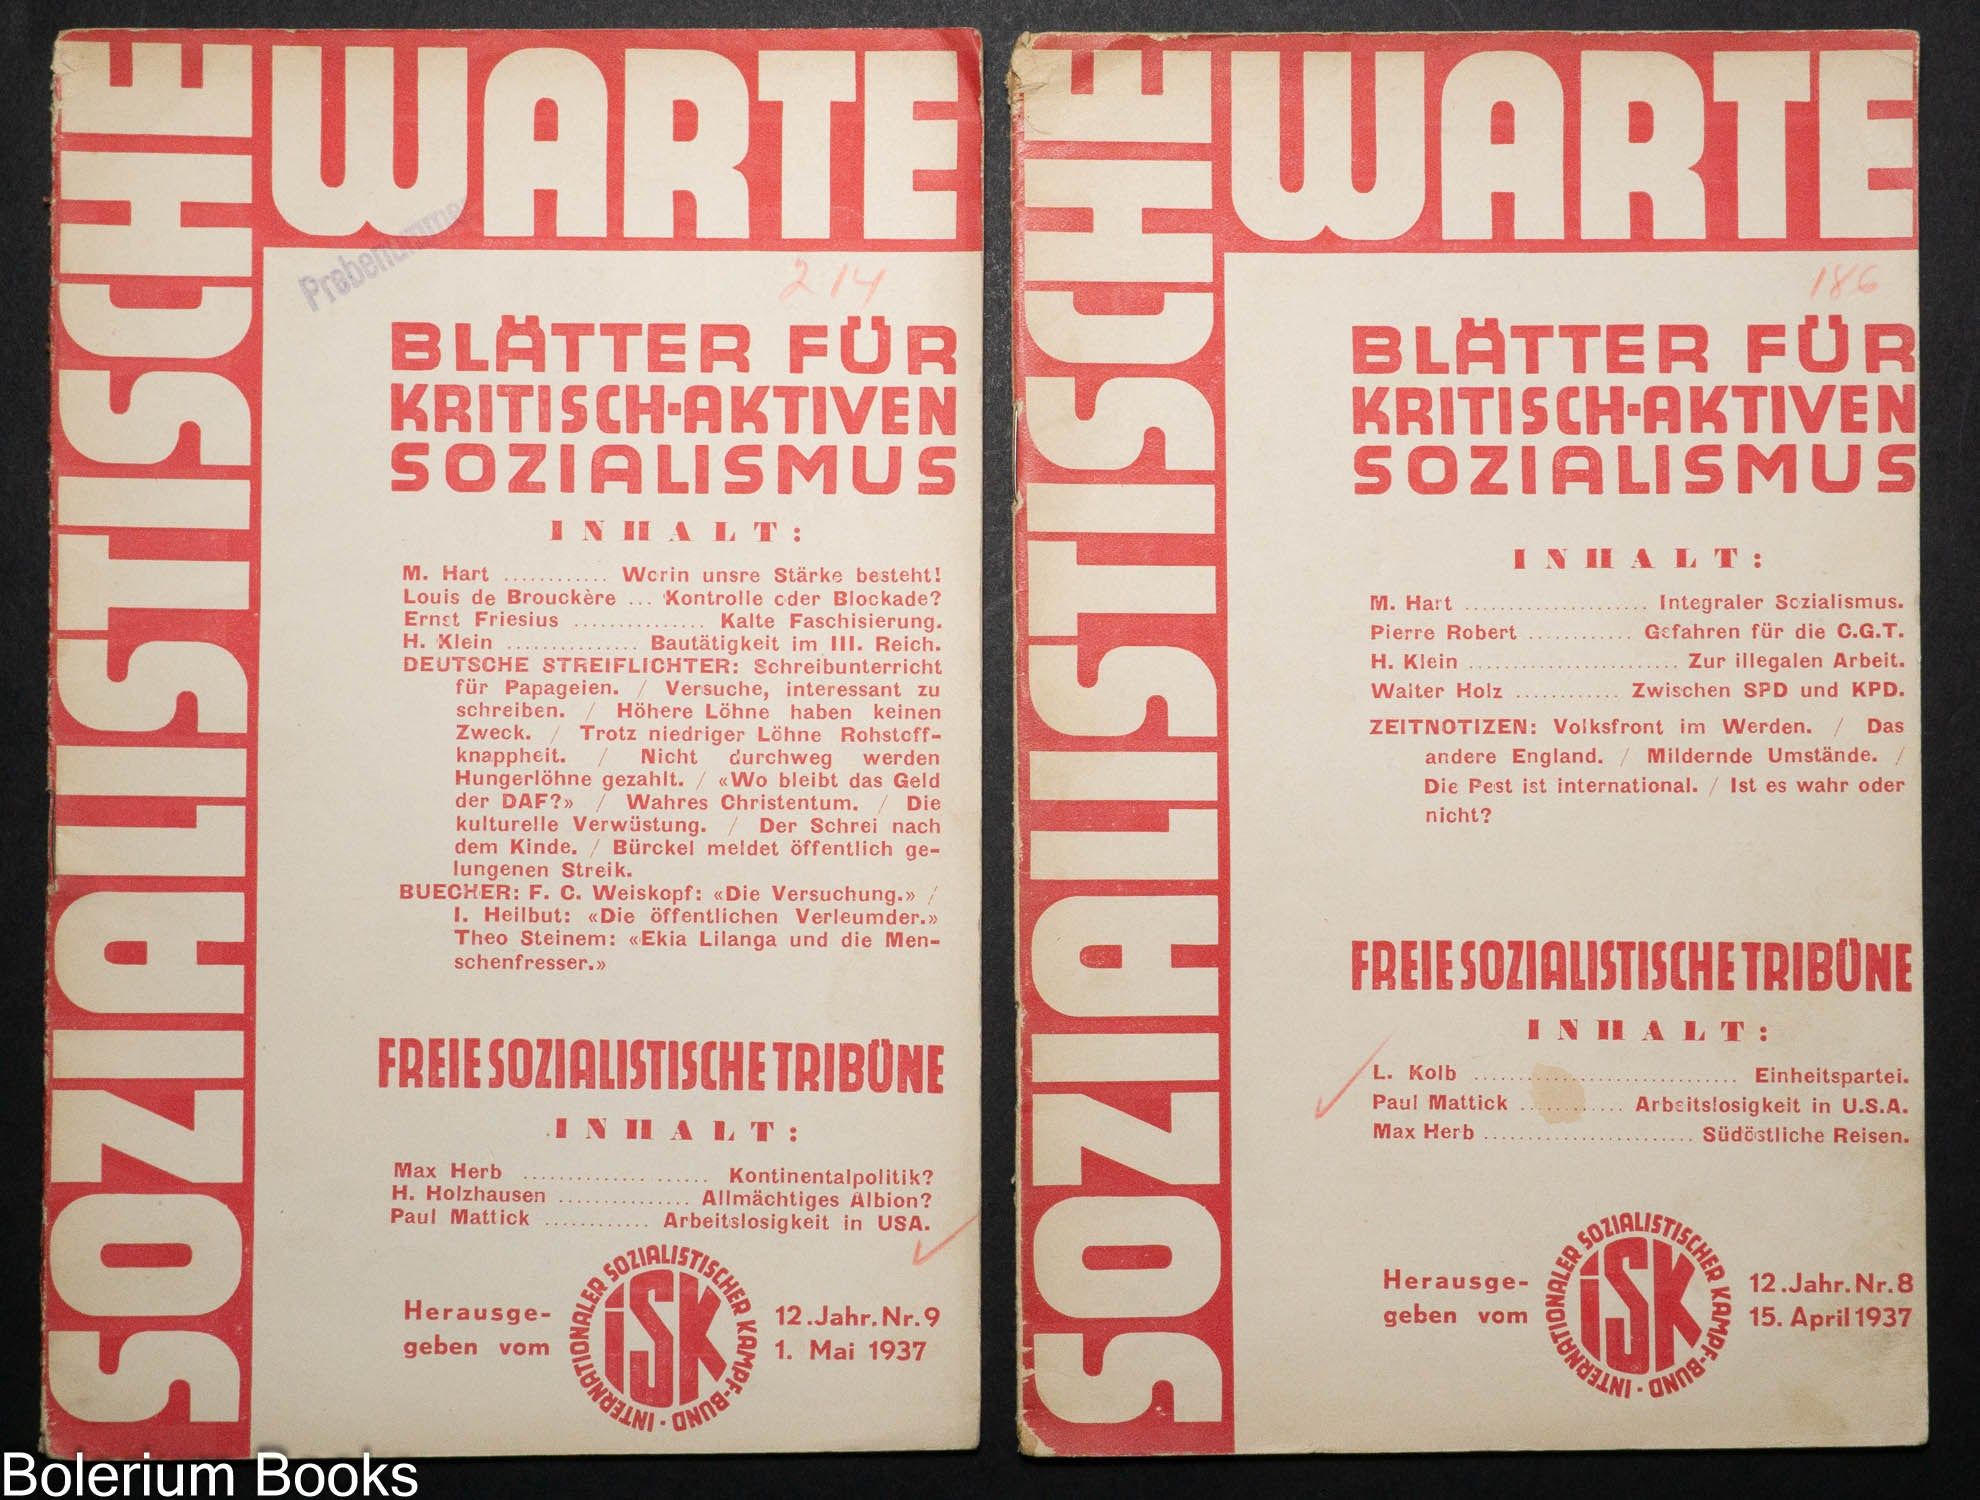 SOZIALISTISCHE
WARTE
Probenummer
214
BLÄTTER FÜR
KRITISCH-AKTIVEN
SOZIALISMUS
INHALT:
M. Hart ............ Worin unsre Stärke besteht!
Louis de Brouckère ... Kontrolle oder Blockade?
Ernst Friesius ............... Kalte Faschisierung.
H. Klein ............... Bautätigkeit im III. Reich.
DEUTSCHE STREIFLICHTER: Schreibunterricht
für Papageien. / Versuche, interessant zu
schreiben. / Höhere Löhne haben keinen
Zweck. / Trotz niedriger Löhne Rohstoff-
knappheit. / Nicht durchweg werden
Hungerlöhne gezahlt. / «Wo bleibt das Geld
der DAF?» / Wahres Christentum. / Die
kulturelle Verwüstung. / Der Schrei nach
dem Kinde. / Bürckel meldet öffentlich ge-
lungenen Streik.
BUECHER: F. C. Weiskopf: «Die Versuchung.» /
I. Heilbut: «Die öffentlichen Verleumder.»
Theo Steinem: «Ekia Lilanga und die Men-
schenfresser.»
FREIE SOZIALISTISCHE TRIBÜNE
INHALT:
Max Herb ..................... Kontinentalpolitik?
H. Holzhausen ............... Allmächtiges Albion?
Paul Mattick ............ Arbeitslosigkeit in USA.
Herausge-
geben vom
INTERNATIONALER SOZIALISTISCHER KAMPF-BUND
ISK
12. Jahr. Nr. 9
1. Mai 1937
SOZIALISTISCHE
WARTE
186
BLÄTTER FÜR
KRITISCH-AKTIVEN
SOZIALISMUS
INHALT:
M. Hart ..................... Integraler Sozialismus.
Pierre Robert ............ Gefahren für die C.G.T.
H. Klein ........................ Zur illegalen Arbeit.
Walter Holz ............ Zwischen SPD und KPD.
ZEITNOTIZEN: Volksfront im Werden. / Das
andere England. / Mildernde Umstände. /
Die Pest ist international. / Ist es wahr oder
nicht?
FREIE SOZIALISTISCHE TRIBÜNE
INHALT:
L. Kolb .............................. Einheitspartei.
Paul Mattick ............ Arbeitslosigkeit in U.S.A.
Max Herb ........................ Südöstliche Reisen.
Herausge-
geben vom
INTERNATIONALER SOZIALISTISCHER KAMPF-BUND
ISK
12. Jahr. Nr. 8
15. April 1937
Bolerium Books